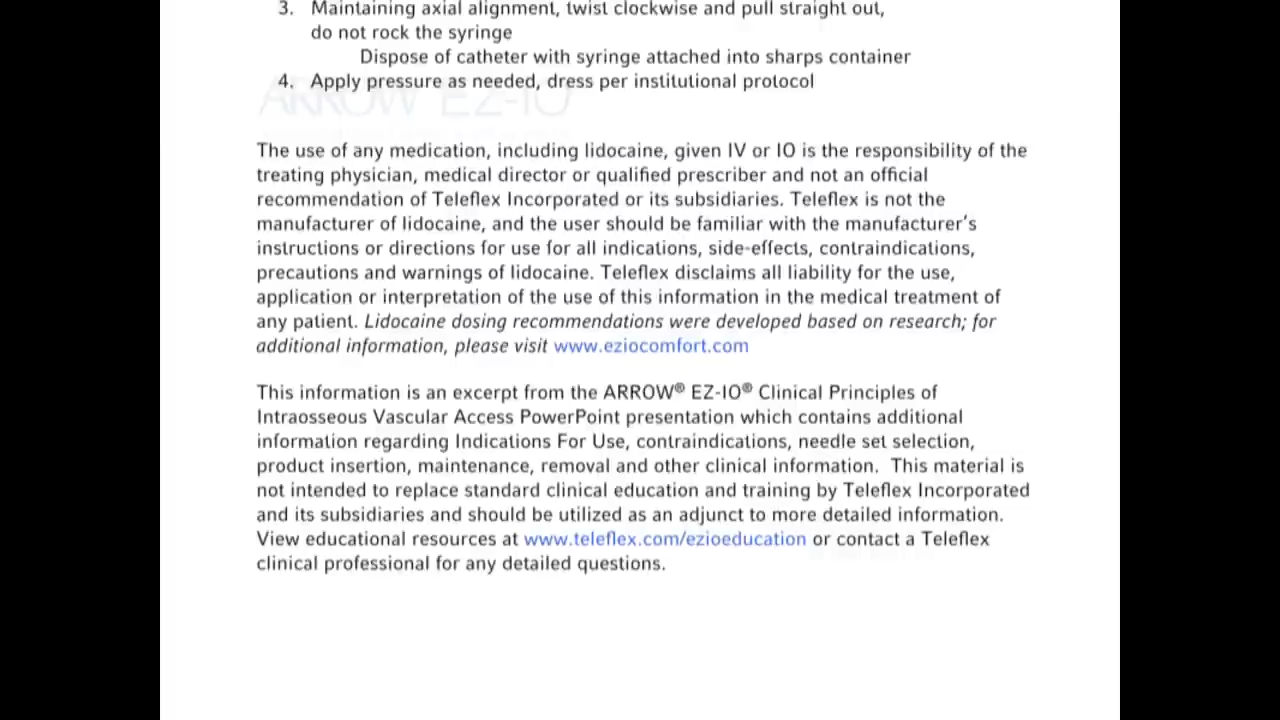 3. Maintaining axial alignment, twist clockwise and pull straight out,
do not rock the syringe
Dispose of catheter with syringe attached into sharps container
4. Apply pressure as needed, dress per institutional protocol
ARROW EZ-IO
The use of any medication, including lidocaine, given IV or IO is the responsibility of the
treating physician, medical director or qualified prescriber and not an official
recommendation of Teleflex Incorporated or its subsidiaries. Teleflex is not the
manufacturer of lidocaine, and the user should be familiar with the manufacturer's
instructions or directions for use for all indications, side-effects, contraindications,
precautions and warnings of lidocaine. Teleflex disclaims all liability for the use,
application or interpretation of the use of this information in the medical treatment of
any patient. Lidocaine dosing recommendations were developed based on research; for
additional information, please visit www.eziocomfort.com
This information is an excerpt from the ARROW® EZ-IO® Clinical Principles of
Intraosseous Vascular Access PowerPoint presentation which contains additional
information regarding Indications For Use, contraindications, needle set selection,
product insertion, maintenance, removal and other clinical information. This material is
not intended to replace standard clinical education and training by Teleflex Incorporated
and its subsidiaries and should be utilized as an adjunct to more detailed information.
View educational resources at www.teleflex.com/ezioeducation or contact a Teleflex
clinical professional for any detailed questions.